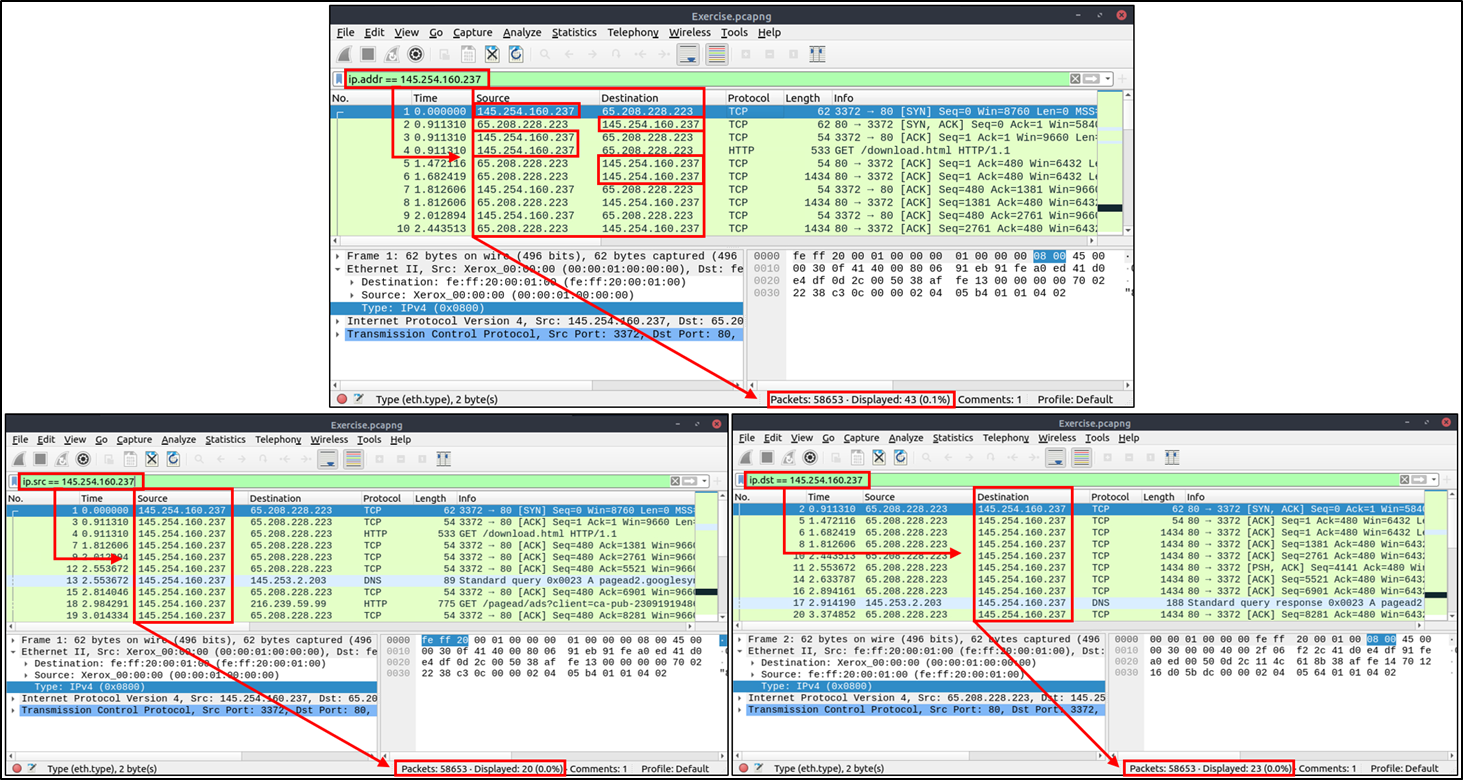 Exercise.pcapng
File Edit View Go Capture Analyze Statistics Telephony Wireless Tools Help
ip.addr == 145.254.160.237
No. Time Source Destination Protocol Length Info
1 0.000000 145.254.160.237 65.208.228.223 TCP 62 3372 → 80 [SYN] Seq=0 Win=8760 Len=0 MSS=
2 0.911310 65.208.228.223 145.254.160.237 TCP 62 80 → 3372 [SYN, ACK] Seq=0 Ack=1 Win=584
3 0.911310 145.254.160.237 65.208.228.223 TCP 54 3372 → 80 [ACK] Seq=1 Ack=1 Win=9660 Len=
4 0.911310 145.254.160.237 65.208.228.223 HTTP 533 GET /download.html HTTP/1.1
5 1.472116 65.208.228.223 145.254.160.237 TCP 54 80 → 3372 [ACK] Seq=1 Ack=480 Win=6432 Le
6 1.682419 65.208.228.223 145.254.160.237 TCP 1434 80 → 3372 [ACK] Seq=1 Ack=480 Win=6432 L
7 1.812606 145.254.160.237 65.208.228.223 TCP 54 3372 → 80 [ACK] Seq=480 Ack=1381 Win=966
8 1.812606 65.208.228.223 145.254.160.237 TCP 1434 80 → 3372 [ACK] Seq=1381 Ack=480 Win=6432
9 2.012894 145.254.160.237 65.208.228.223 TCP 54 3372 → 80 [ACK] Seq=480 Ack=2761 Win=966
10 2.443513 65.208.228.223 145.254.160.237 TCP 1434 80 → 3372 [ACK] Seq=2761 Ack=480 Win=6432
Frame 1: 62 bytes on wire (496 bits), 62 bytes captured (496
Ethernet II, Src: Xerox_00:00:00 (00:00:01:00:00:00), Dst: fe
Destination: fe:ff:20:00:01:00 (fe:ff:20:00:01:00)
Source: Xerox_00:00:00 (00:00:01:00:00:00)
Type: IPv4 (0x0800)
Internet Protocol Version 4, Src: 145.254.160.237, Dst: 65.20
Transmission Control Protocol, Src Port: 3372, Dst Port: 80,
0000 fe ff 20 00 01 00 00 00 01 00 00 00 08 00 45 00
0010 00 30 0f 41 40 00 80 06 91 eb 91 fe a0 ed 41 d0
0020 e4 df 0d 2c 00 50 38 af fe 13 00 00 00 00 70 02
0030 22 38 c3 0c 00 00 02 04 05 b4 01 01 04 02
Type (eth.type), 2 byte(s) Packets: 58653 · Displayed: 43 (0.1%) Comments: 1 Profile: Default
Exercise.pcapng
File Edit View Go Capture Analyze Statistics Telephony Wireless Tools Help
ip.src == 145.254.160.237
No. Time Source Destination Protocol Length Info
1 0.000000 145.254.160.237 65.208.228.223 TCP 62 3372 → 80 [SYN] Seq=0 Win=8760 Len=0 MSS=
3 0.911310 145.254.160.237 65.208.228.223 TCP 54 3372 → 80 [ACK] Seq=1 Ack=1 Win=9660 Len=
4 0.911310 145.254.160.237 65.208.228.223 HTTP 533 GET /download.html HTTP/1.1
7 1.812606 145.254.160.237 65.208.228.223 TCP 54 3372 → 80 [ACK] Seq=480 Ack=1381 Win=966
9 2.012894 145.254.160.237 65.208.228.223 TCP 54 3372 → 80 [ACK] Seq=480 Ack=2761 Win=966
12 2.553672 145.254.160.237 65.208.228.223 TCP 54 3372 → 80 [ACK] Seq=480 Ack=5521 Win=966
13 2.553672 145.254.160.237 145.253.2.203 DNS 89 Standard query 0x0023 A pagead2.googlesyn
15 2.814046 145.254.160.237 65.208.228.223 TCP 54 3372 → 80 [ACK] Seq=480 Ack=6901 Win=966
18 2.984291 145.254.160.237 216.239.59.99 HTTP 775 GET /pagead/ads?client=ca-pub-2309191948
19 3.014334 145.254.160.237 65.208.228.223 TCP 54 3372 → 80 [ACK] Seq=480 Ack=8281 Win=966
Frame 1: 62 bytes on wire (496 bits), 62 bytes captured (496
Ethernet II, Src: Xerox_00:00:00 (00:00:01:00:00:00), Dst: fe
Destination: fe:ff:20:00:01:00 (fe:ff:20:00:01:00)
Source: Xerox_00:00:00 (00:00:01:00:00:00)
Type: IPv4 (0x0800)
Internet Protocol Version 4, Src: 145.254.160.237, Dst: 65.20
Transmission Control Protocol, Src Port: 3372, Dst Port: 80,
0000 fe ff 20 00 01 00 00 00 01 00 00 00 08 00 45 00
0010 00 30 0f 41 40 00 80 06 91 eb 91 fe a0 ed 41 d0
0020 e4 df 0d 2c 00 50 38 af fe 13 00 00 00 00 70 02
0030 22 38 c3 0c 00 00 02 04 05 b4 01 01 04 02
Type (eth.type), 2 byte(s) Packets: 58653 · Displayed: 20 (0.0%) Comments: 1 Profile: Default
Exercise.pcapng
File Edit View Go Capture Analyze Statistics Telephony Wireless Tools Help
ip.dst == 145.254.160.237
No. Time Source Destination Protocol Length Info
2 0.911310 65.208.228.223 145.254.160.237 TCP 62 80 → 3372 [SYN, ACK] Seq=0 Ack=1 Win=584
5 1.472116 65.208.228.223 145.254.160.237 TCP 54 80 → 3372 [ACK] Seq=1 Ack=480 Win=6432 Le
6 1.682419 65.208.228.223 145.254.160.237 TCP 1434 80 → 3372 [ACK] Seq=1 Ack=480 Win=6432 L
8 1.812606 65.208.228.223 145.254.160.237 TCP 1434 80 → 3372 [ACK] Seq=1381 Ack=480 Win=6432
10 2.443513 65.208.228.223 145.254.160.237 TCP 1434 80 → 3372 [ACK] Seq=2761 Ack=480 Win=6432
11 2.553672 65.208.228.223 145.254.160.237 TCP 1434 80 → 3372 [PSH, ACK] Seq=4141 Ack=480 Win
14 2.633787 65.208.228.223 145.254.160.237 TCP 1434 80 → 3372 [ACK] Seq=5521 Ack=480 Win=6432
16 2.894161 65.208.228.223 145.254.160.237 TCP 1434 80 → 3372 [ACK] Seq=6901 Ack=480 Win=6432
17 2.914190 145.253.2.203 145.254.160.237 DNS 188 Standard query response 0x0023 A pagead2
20 3.374852 65.208.228.223 145.254.160.237 TCP 1434 80 → 3372 [ACK] Seq=8281 Ack=480 Win=6432
Frame 2: 62 bytes on wire (496 bits), 62 bytes captured (496
Ethernet II, Src: fe:ff:20:00:01:00 (fe:ff:20:00:01:00), Dst:
Destination: Xerox_00:00:00 (00:00:01:00:00:00)
Source: fe:ff:20:00:01:00 (fe:ff:20:00:01:00)
Type: IPv4 (0x0800)
Internet Protocol Version 4, Src: 65.208.228.223, Dst: 145.25
Transmission Control Protocol, Src Port: 80, Dst Port: 3372,
0000 00 00 01 00 00 00 fe ff 20 00 01 00 08 00 45 00
0010 00 30 00 00 40 00 2f 06 f2 2c 41 d0 e4 df 91 fe
0020 a0 ed 00 50 0d 2c 11 4c 61 8b 38 af fe 14 70 12
0030 16 d0 5b dc 00 00 02 04 05 64 01 01 04 02
Type (eth.type), 2 byte(s) Packets: 58653 · Displayed: 23 (0.0%) Comments: 1 Profile: Default